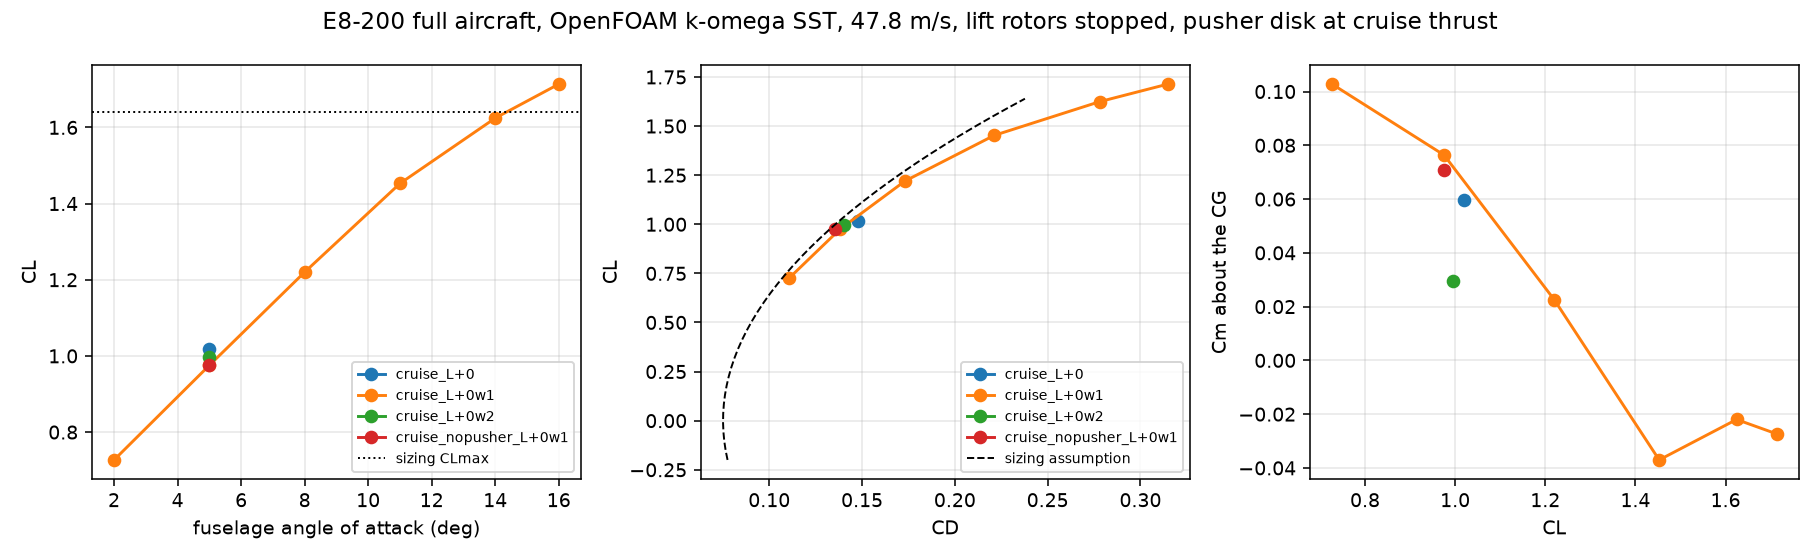 E8-200 full aircraft, OpenFOAM k-omega SST, 47.8 m/s, lift rotors stopped, pusher disk at cruise thrust
CL
1.6
1.4
1.2
1.0
0.8
2 4 6 8 10 12 14 16
fuselage angle of attack (deg)
cruise_L+0
cruise_L+0w1
cruise_L+0w2
cruise_nopusher_L+0w1
sizing CLmax
CL
1.75
1.50
1.25
1.00
0.75
0.50
0.25
0.00
−0.25
0.10 0.15 0.20 0.25 0.30
CD
cruise_L+0
cruise_L+0w1
cruise_L+0w2
cruise_nopusher_L+0w1
sizing assumption
Cm about the CG
0.10
0.08
0.06
0.04
0.02
0.00
−0.02
−0.04
0.8 1.0 1.2 1.4 1.6
CL